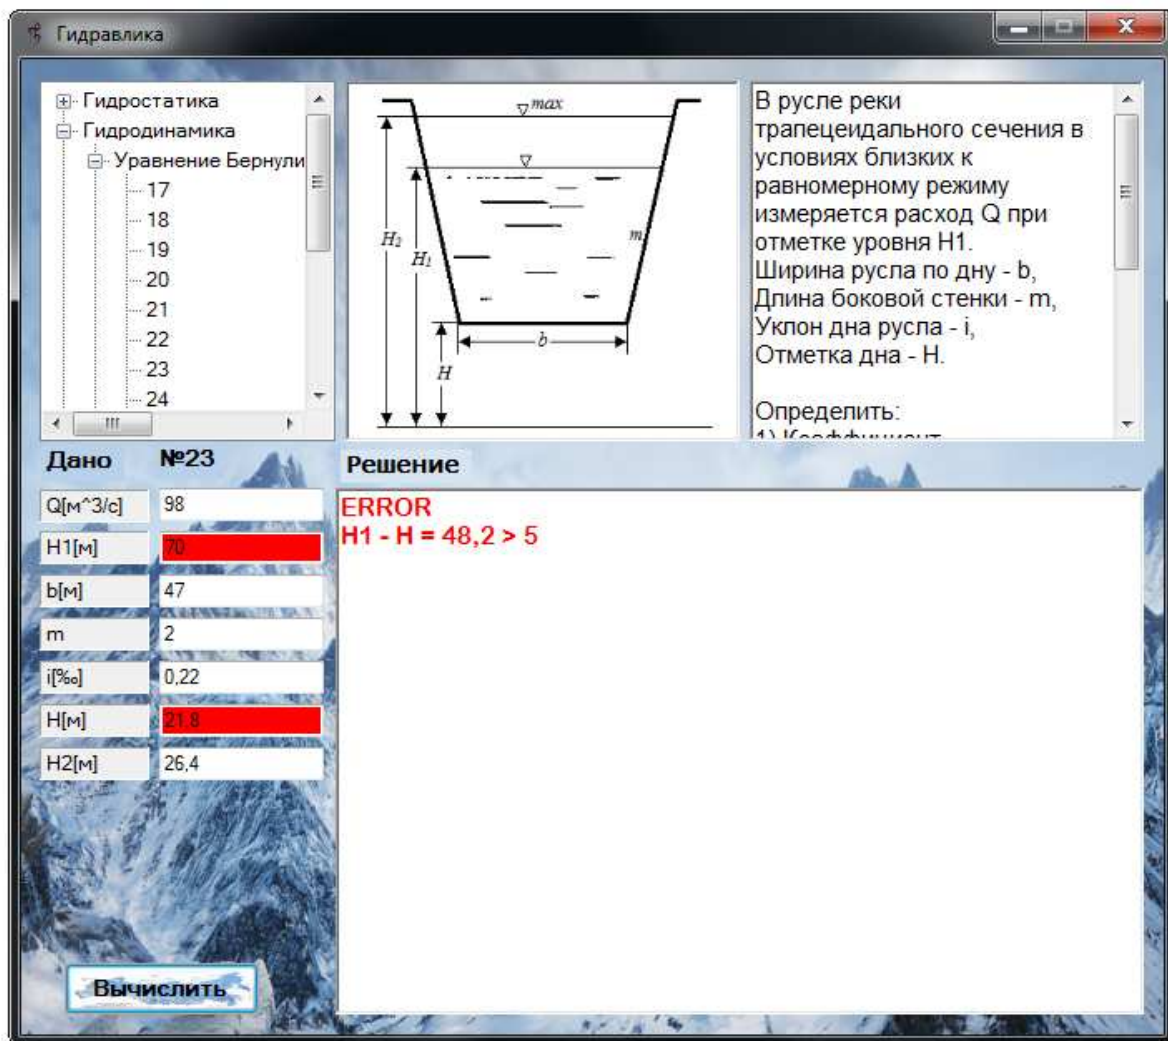 Гидравлика
Гидростатика
Гидродинамика
Уравнение Бернули
17
18
19
20
21
22
23
24
max
H2
H1
m
b
H
В русле реки
трапецеидального сечения в
условиях близких к
равномерному режиму
измеряется расход Q при
отметке уровня H1.
Ширина русла по дну - b,
Длина боковой стенки - m,
Уклон дна русла - i,
Отметка дна - H.
Определить:
1) Коэффициент
Дано №23
Решение
Q[м^3/с] 98
H1[м] 70
b[м] 47
m 2
i[‰] 0,22
H[м] 21,8
H2[м] 26,4
ERROR
H1 - H = 48,2 > 5
Вычислить